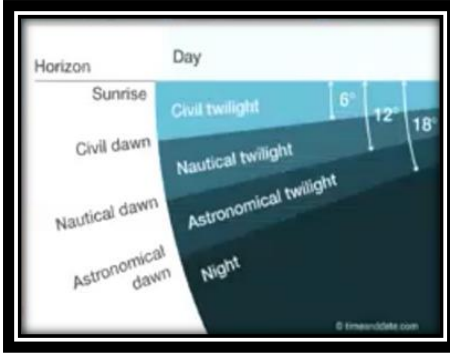 Day
Horizon
Sunrise
Civil twilight
6°
12°
18°
Civil dawn
Nautical twilight
Nautical dawn
Astronomical twilight
Astronomical
dawn
Night
© timeanddate.com